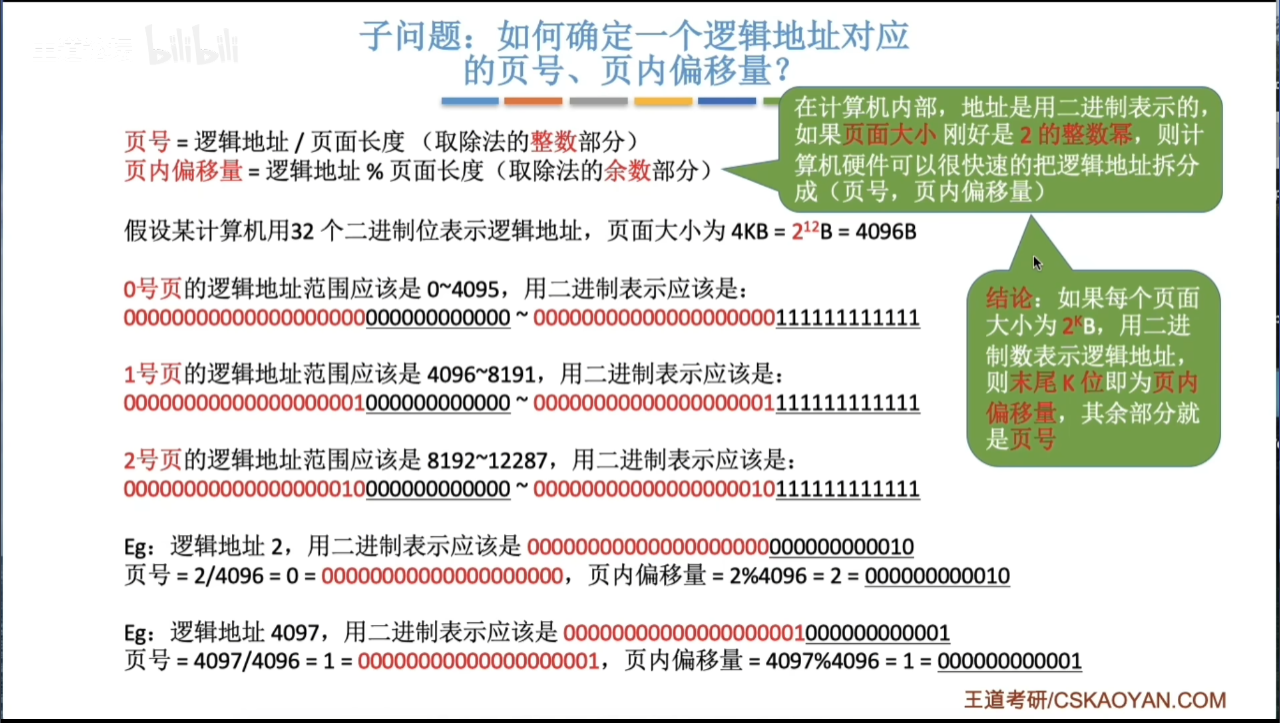 bilibili
子问题：如何确定一个逻辑地址对应
的页号、页内偏移量？
在计算机内部，地址是用二进制表示的，
如果页面大小 刚好是 2 的整数幂，则计
算机硬件可以很快速的把逻辑地址拆分
成（页号，页内偏移量）
页号 = 逻辑地址 / 页面长度 （取除法的整数部分）
页内偏移量 = 逻辑地址 % 页面长度（取除法的余数部分）
假设某计算机用32 个二进制位表示逻辑地址，页面大小为 4KB = 2¹²B = 4096B
0号页的逻辑地址范围应该是 0~4095，用二进制表示应该是：
00000000000000000000000000000000 ~ 00000000000000000000111111111111
1号页的逻辑地址范围应该是 4096~8191，用二进制表示应该是：
00000000000000000001000000000000 ~ 00000000000000000001111111111111
2号页的逻辑地址范围应该是 8192~12287，用二进制表示应该是：
00000000000000000010000000000000 ~ 00000000000000000010111111111111
结论：如果每个页面
大小为 2ᴷB，用二进
制数表示逻辑地址，
则末尾 K 位即为页内
偏移量，其余部分就
是页号
Eg：逻辑地址 2，用二进制表示应该是 00000000000000000000000000000010
页号 = 2/4096 = 0 = 00000000000000000000，页内偏移量 = 2%4096 = 2 = 000000000010
Eg：逻辑地址 4097，用二进制表示应该是 00000000000000000001000000000001
页号 = 4097/4096 = 1 = 00000000000000000001，页内偏移量 = 4097%4096 = 1 = 000000000001
王道考研/CSKAOYAN.COM